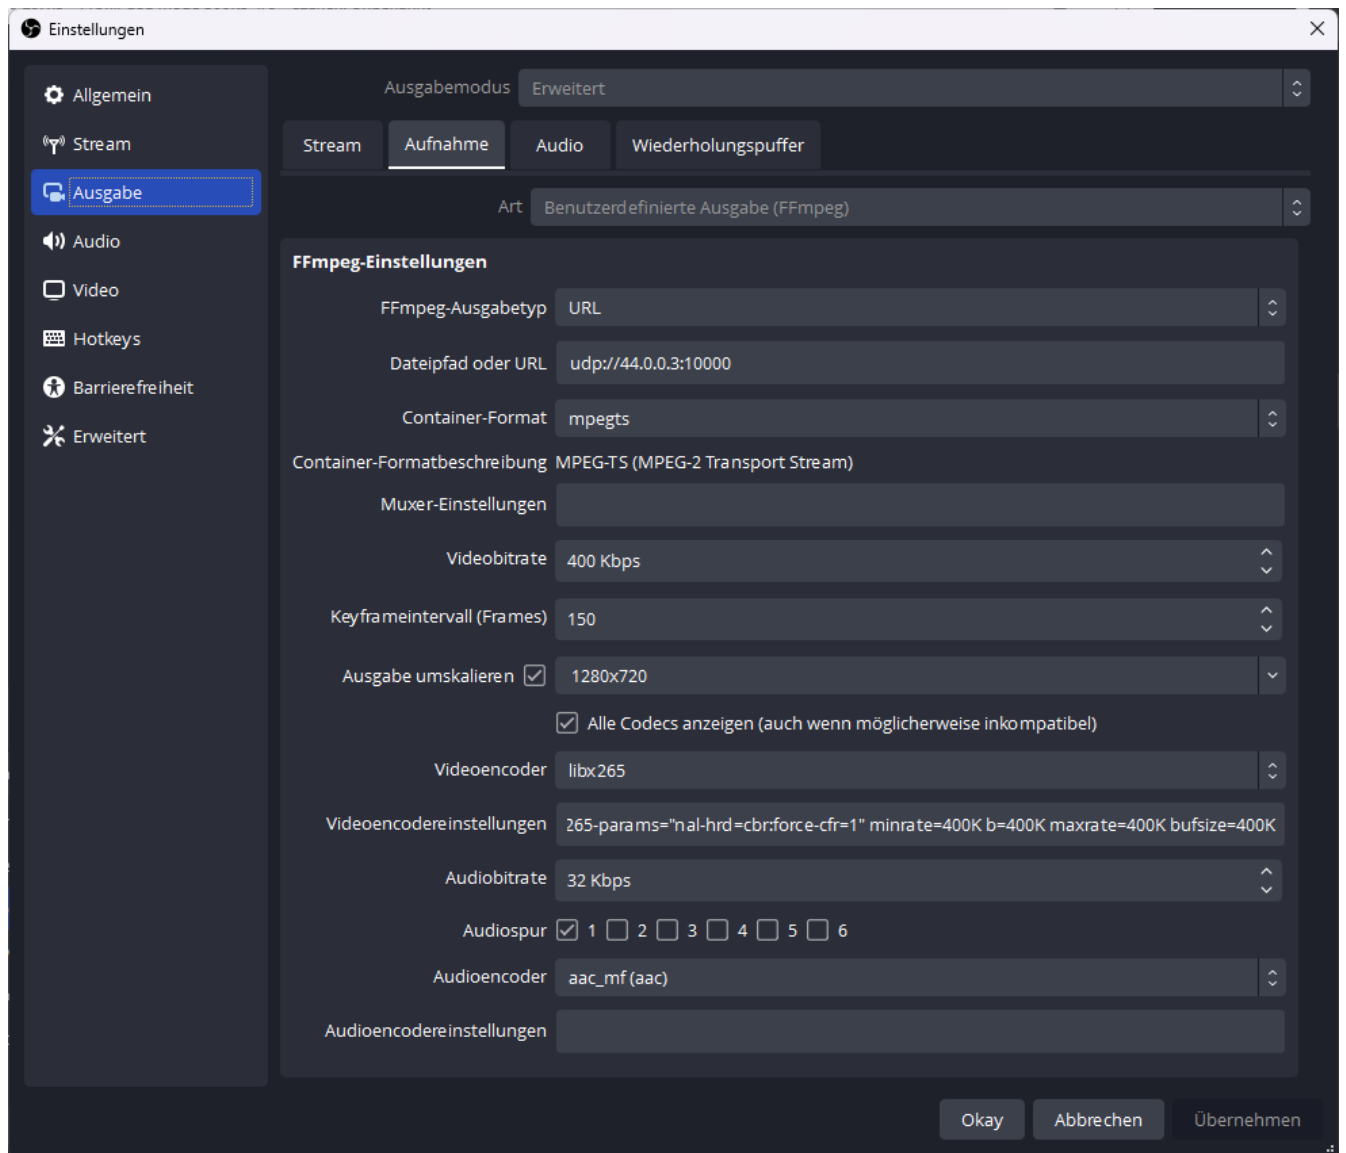 Einstellungen
Allgemein
Stream
Ausgabe
Audio
Video
Hotkeys
Barrierefreiheit
Erweitert
Ausgabemodus Erweitert
Stream Aufnahme Audio Wiederholungspuffer
Art Benutzerdefinierte Ausgabe (FFmpeg)
FFmpeg-Einstellungen
FFmpeg-Ausgabetyp URL
Dateipfad oder URL udp://44.0.0.3:10000
Container-Format mpegts
Container-Formatbeschreibung MPEG-TS (MPEG-2 Transport Stream)
Muxer-Einstellungen
Videobitrate 400 Kbps
Keyframeintervall (Frames) 150
Ausgabe umskalieren 1280x720
Alle Codecs anzeigen (auch wenn möglicherweise inkompatibel)
Videoencoder libx265
Videoencodereinstellungen 265-params="nal-hrd=cbr:force-cfr=1" minrate=400K b=400K maxrate=400K bufsize=400K
Audiobitrate 32 Kbps
Audiospur 1 2 3 4 5 6
Audioencoder aac_mf (aac)
Audioencodereinstellungen
Okay Abbrechen Übernehmen